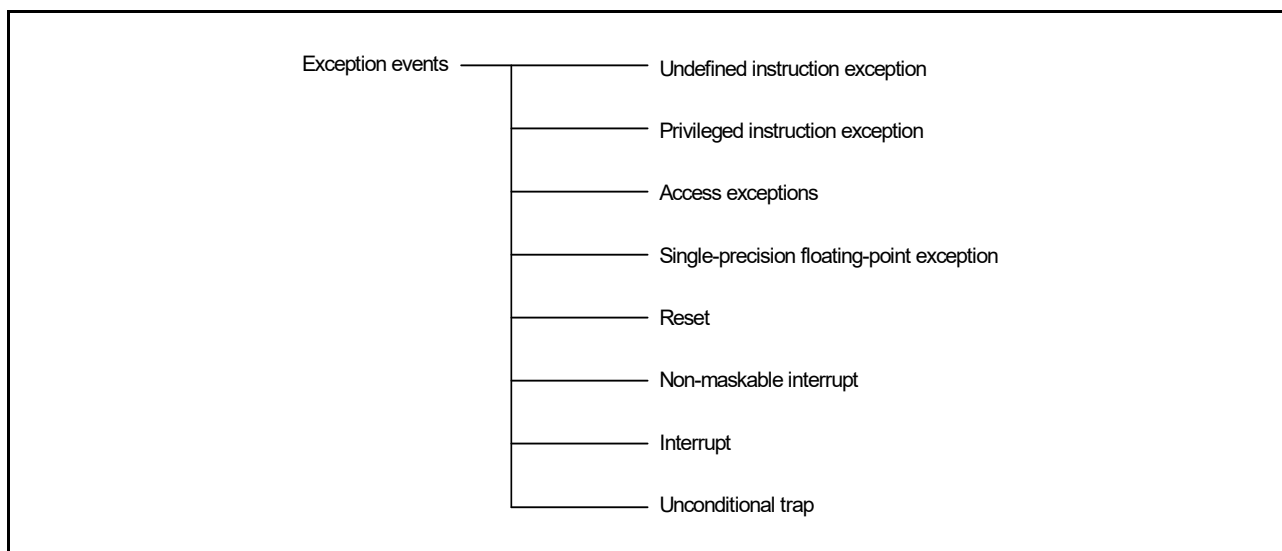 Exception events
Undefined instruction exception
Privileged instruction exception
Access exceptions
Single-precision floating-point exception
Reset
Non-maskable interrupt
Interrupt
Unconditional trap